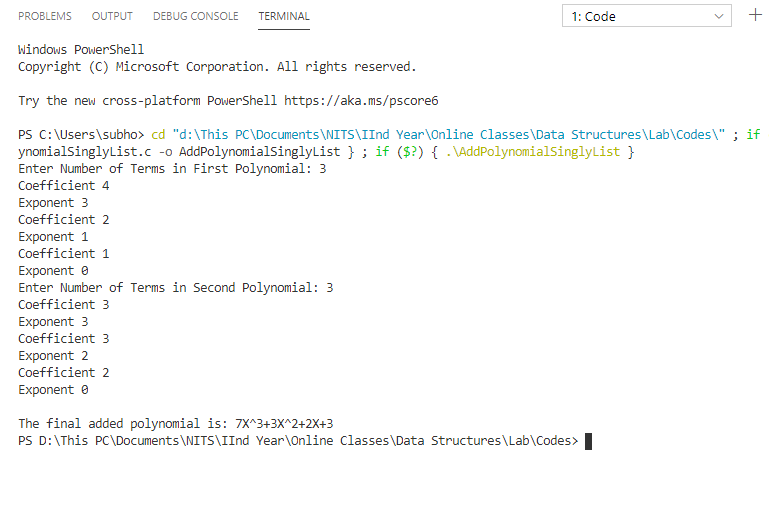 PROBLEMS OUTPUT DEBUG CONSOLE TERMINAL 1: Code
Windows PowerShell
Copyright (C) Microsoft Corporation. All rights reserved.
Try the new cross-platform PowerShell https://aka.ms/pscore6
PS C:\Users\subho> cd "d:\This PC\Documents\NITS\IInd Year\Online Classes\Data Structures\Lab\Codes\" ; if
ynomialSinglyList.c -o AddPolynomialSinglyList } ; if ($?) { .\AddPolynomialSinglyList }
Enter Number of Terms in First Polynomial: 3
Coefficient 4
Exponent 3
Coefficient 2
Exponent 1
Coefficient 1
Exponent 0
Enter Number of Terms in Second Polynomial: 3
Coefficient 3
Exponent 3
Coefficient 3
Exponent 2
Coefficient 2
Exponent 0
The final added polynomial is: 7X^3+3X^2+2X+3
PS D:\This PC\Documents\NITS\IInd Year\Online Classes\Data Structures\Lab\Codes>